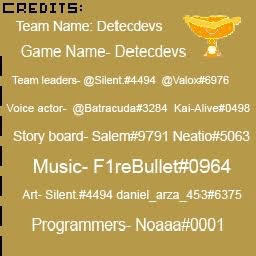 CREDITS:
Team Name: Detecdevs
Game Name- Detecdevs
Team leaders- @Silent.#4494 @Valox#6976
Voice actor- @Batracuda#3284 Kai-Alive#0498
Story board- Salem#9791 Neatio#5063
Music- F1reBullet#0964
Art- Silent.#4494 daniel_arza_453#6375
Programmers- Noaaa#0001